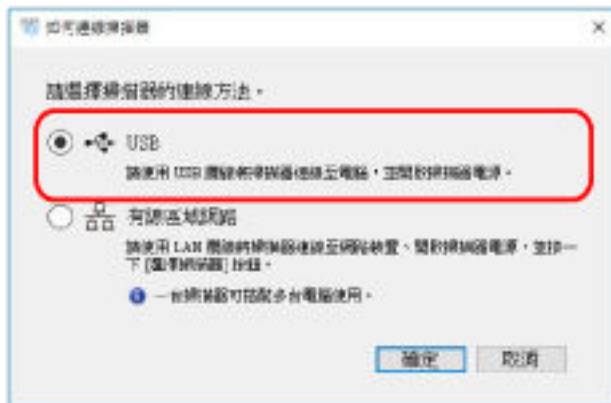 如何連線掃描器
請選擇掃描器的連線方法。
USB
請使用 USB 纜線將掃描器連線至電腦，並開啟掃描器電源。
有線區域網路
請使用 LAN 纜線將掃描器連線至網路裝置、開啟掃描器電源，並按一
下 [選擇掃描器] 按鈕。
一台掃描器可搭配多台電腦使用。
確定
取消